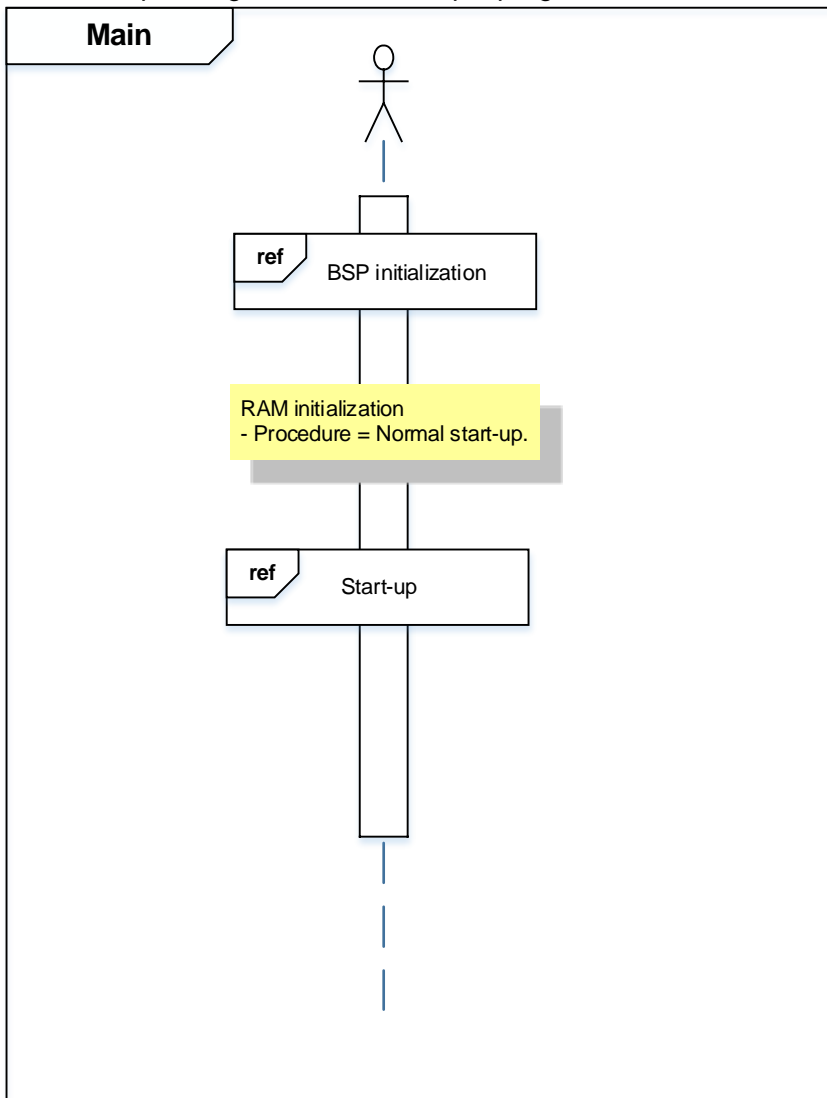 Main
ref
BSP initialization
RAM initialization
- Procedure = Normal start-up.
ref
Start-up